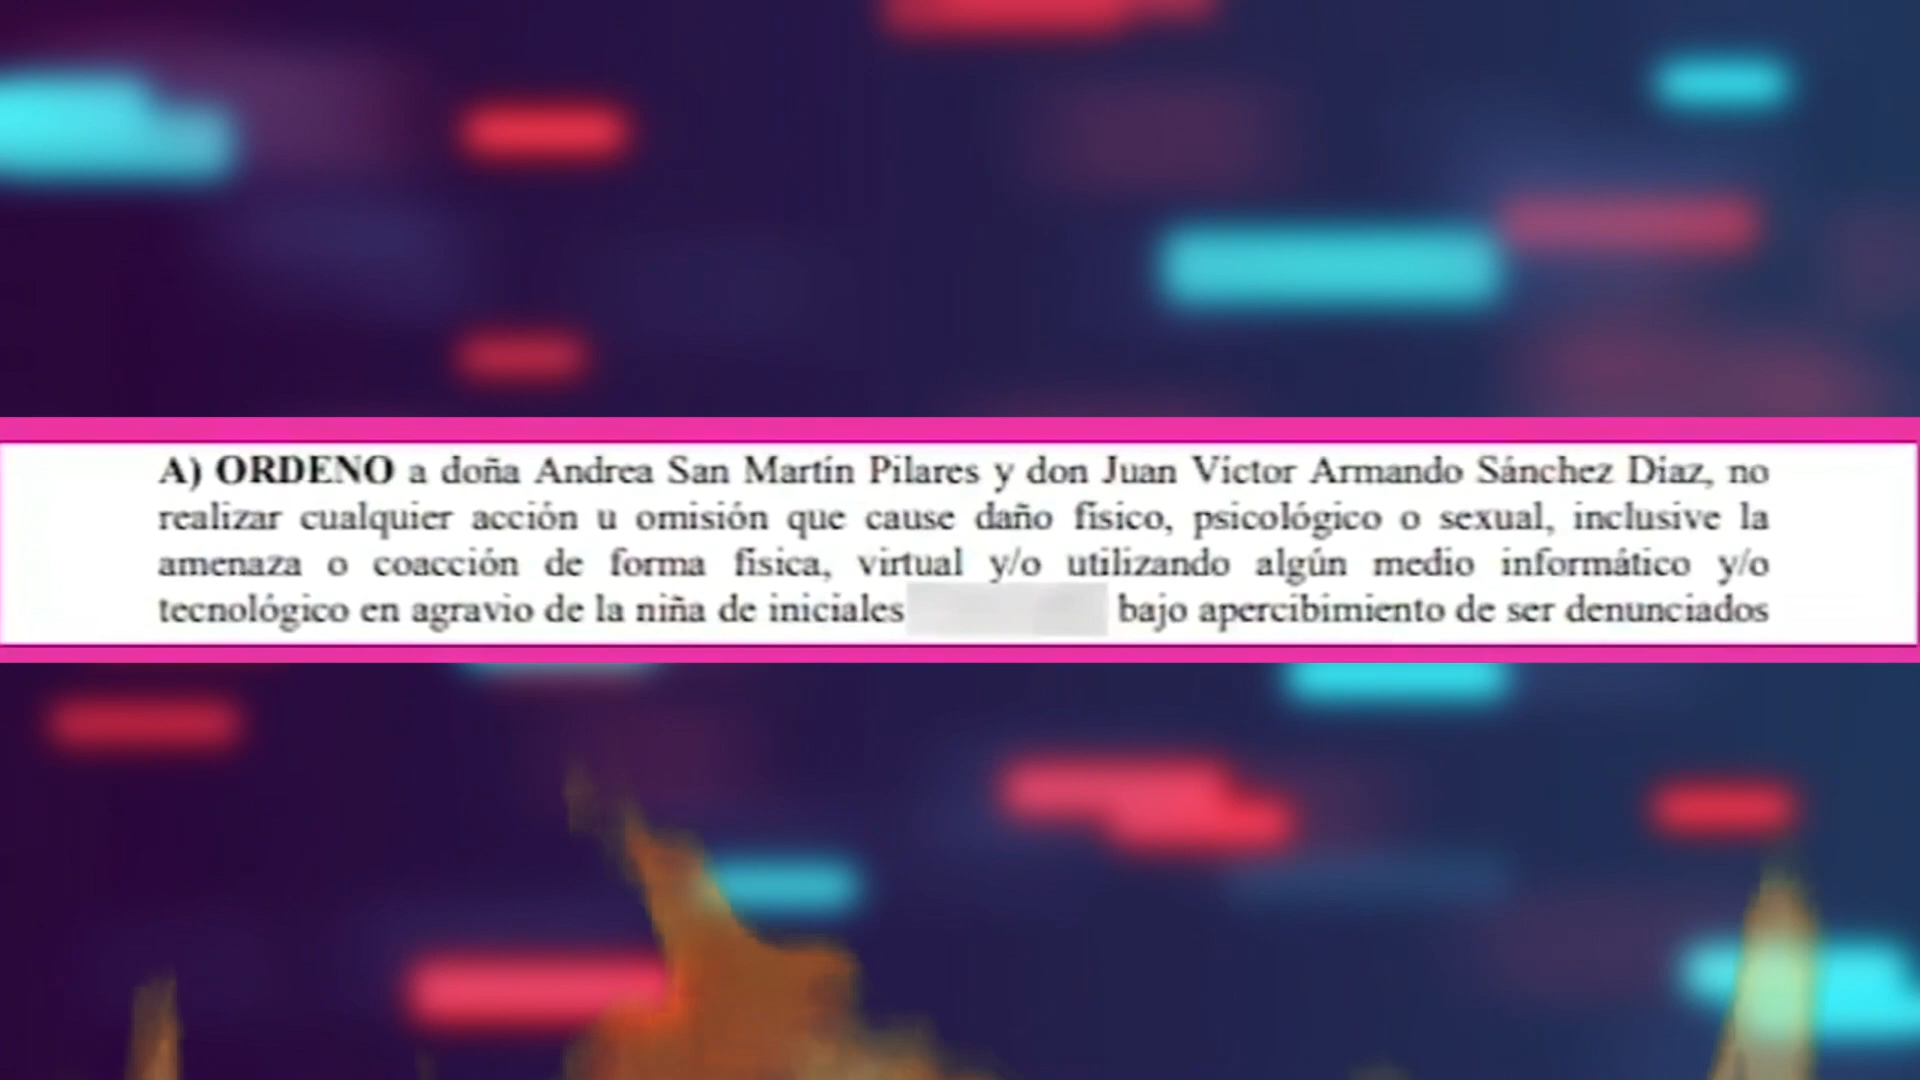 A) ORDENO a doña Andrea San Martín Pilares y don Juan Víctor Armando Sánchez Diaz, no
realizar cualquier acción u omisión que cause daño físico, psicológico o sexual, inclusive la
amenaza o coacción de forma física, virtual y/o utilizando algún medio informático y/o
tecnológico en agravio de la niña de iniciales bajo apercibimiento de ser denunciados